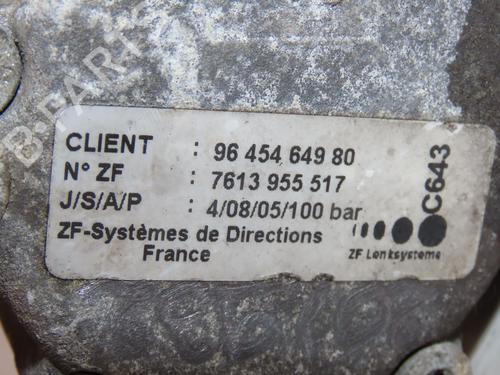 B-PARTS
CLIENT : 96 454 649 80
N° ZF : 7613 955 517
J/S/A/P : 4/08/05/100 bar
ZF-Systèmes de Directions
France
C643
ZF Lenksysteme